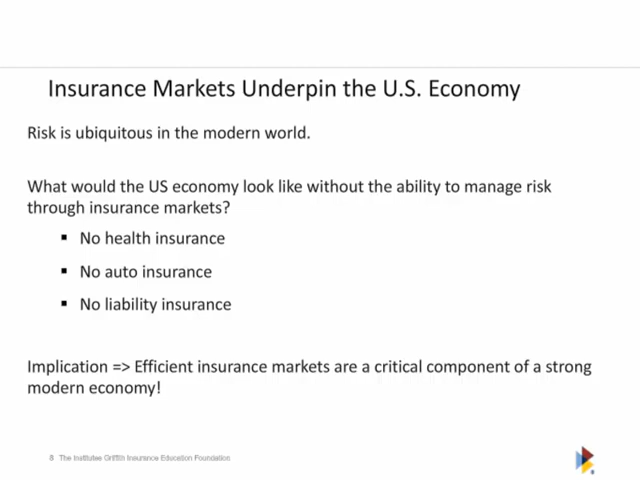 Insurance Markets Underpin the U.S. Economy
Risk is ubiquitous in the modern world.
What would the US economy look like without the ability to manage risk
through insurance markets?
▪ No health insurance
▪ No auto insurance
▪ No liability insurance
Implication => Efficient insurance markets are a critical component of a strong
modern economy!
8 The Institutes Griffith Insurance Education Foundation